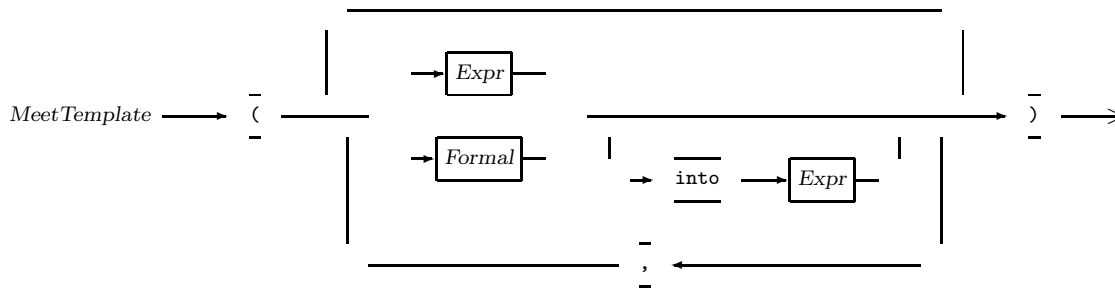 Expr
MeetTemplate ( )
Formal
into Expr
,